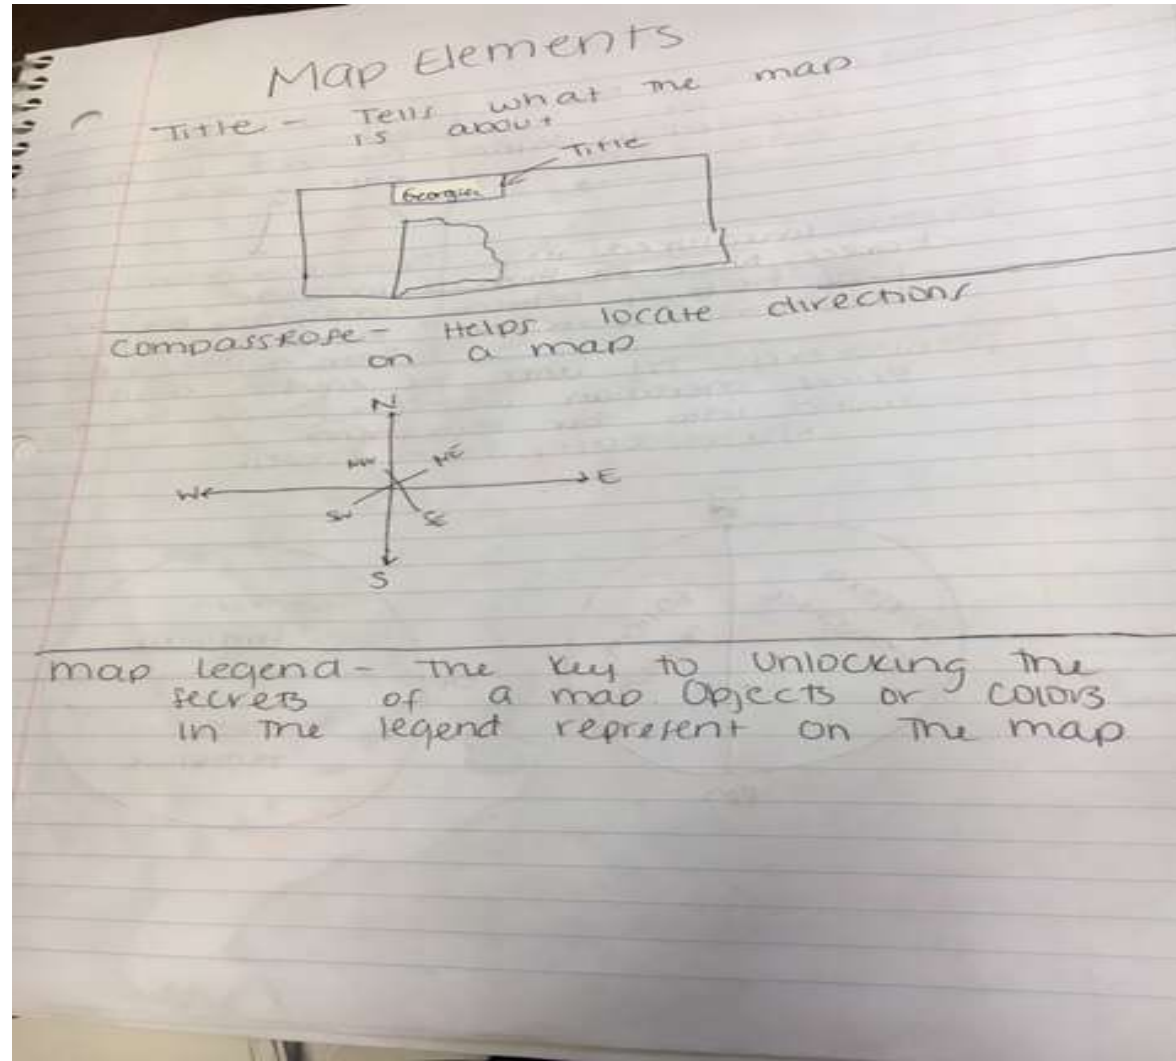 Map Elements
Title - Tells what the map
is about
Title
Georgia
CompassRose - Helps locate directions
on a map
N
NW NE
W E
SW SE
S
map legend - The key to unlocking the
secrets of a map Objects or colors
in the legend represent on the map